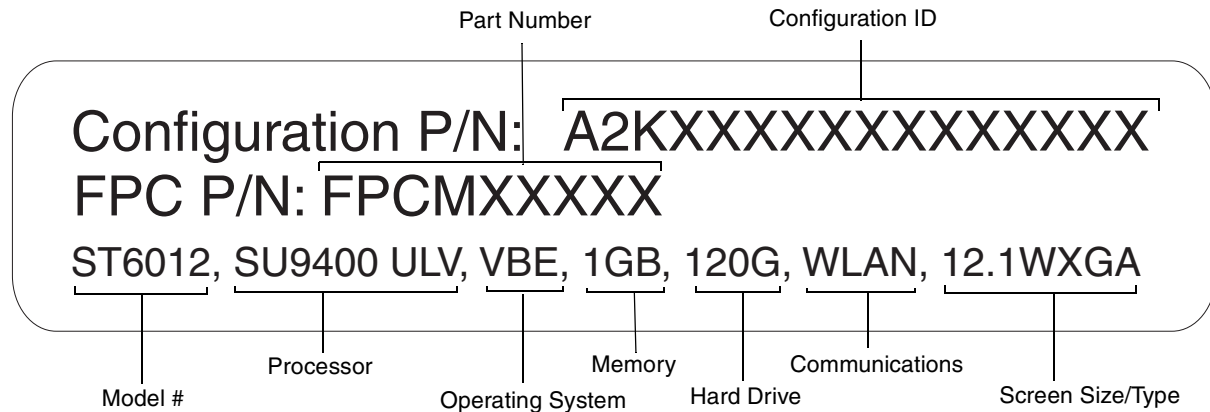 Part Number
Configuration ID
Configuration P/N: A2KXXXXXXXXXXXXXX
FPC P/N: FPCMXXXXX
ST6012, SU9400 ULV, VBE, 1GB, 120G, WLAN, 12.1WXGA
Processor
Memory
Communications
Model #
Operating System
Hard Drive
Screen Size/Type